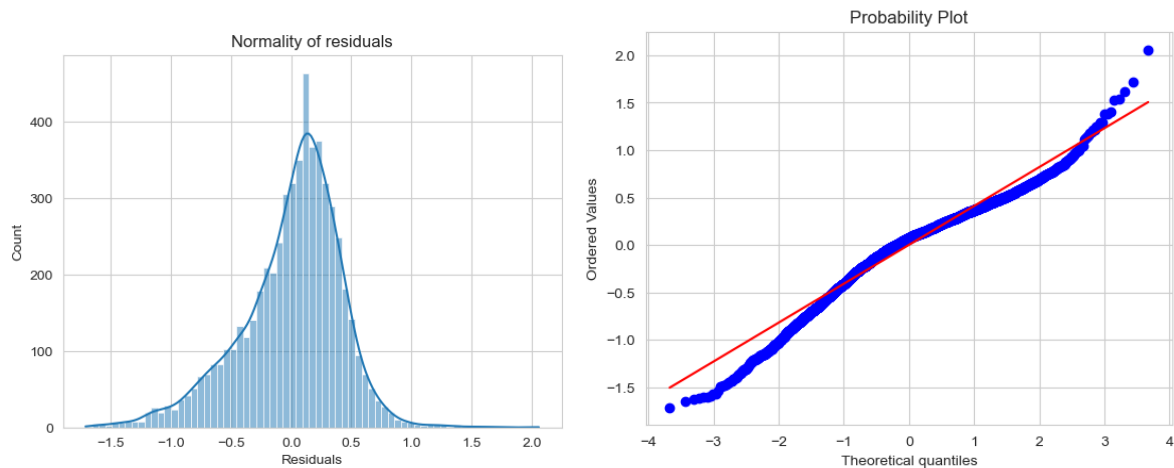 Normality of residuals
Count
400
300
200
100
0
−1.5 −1.0 −0.5 0.0 0.5 1.0 1.5 2.0
Residuals
Probability Plot
Ordered Values
2.0
1.5
1.0
0.5
0.0
−0.5
−1.0
−1.5
−4 −3 −2 −1 0 1 2 3 4
Theoretical quantiles